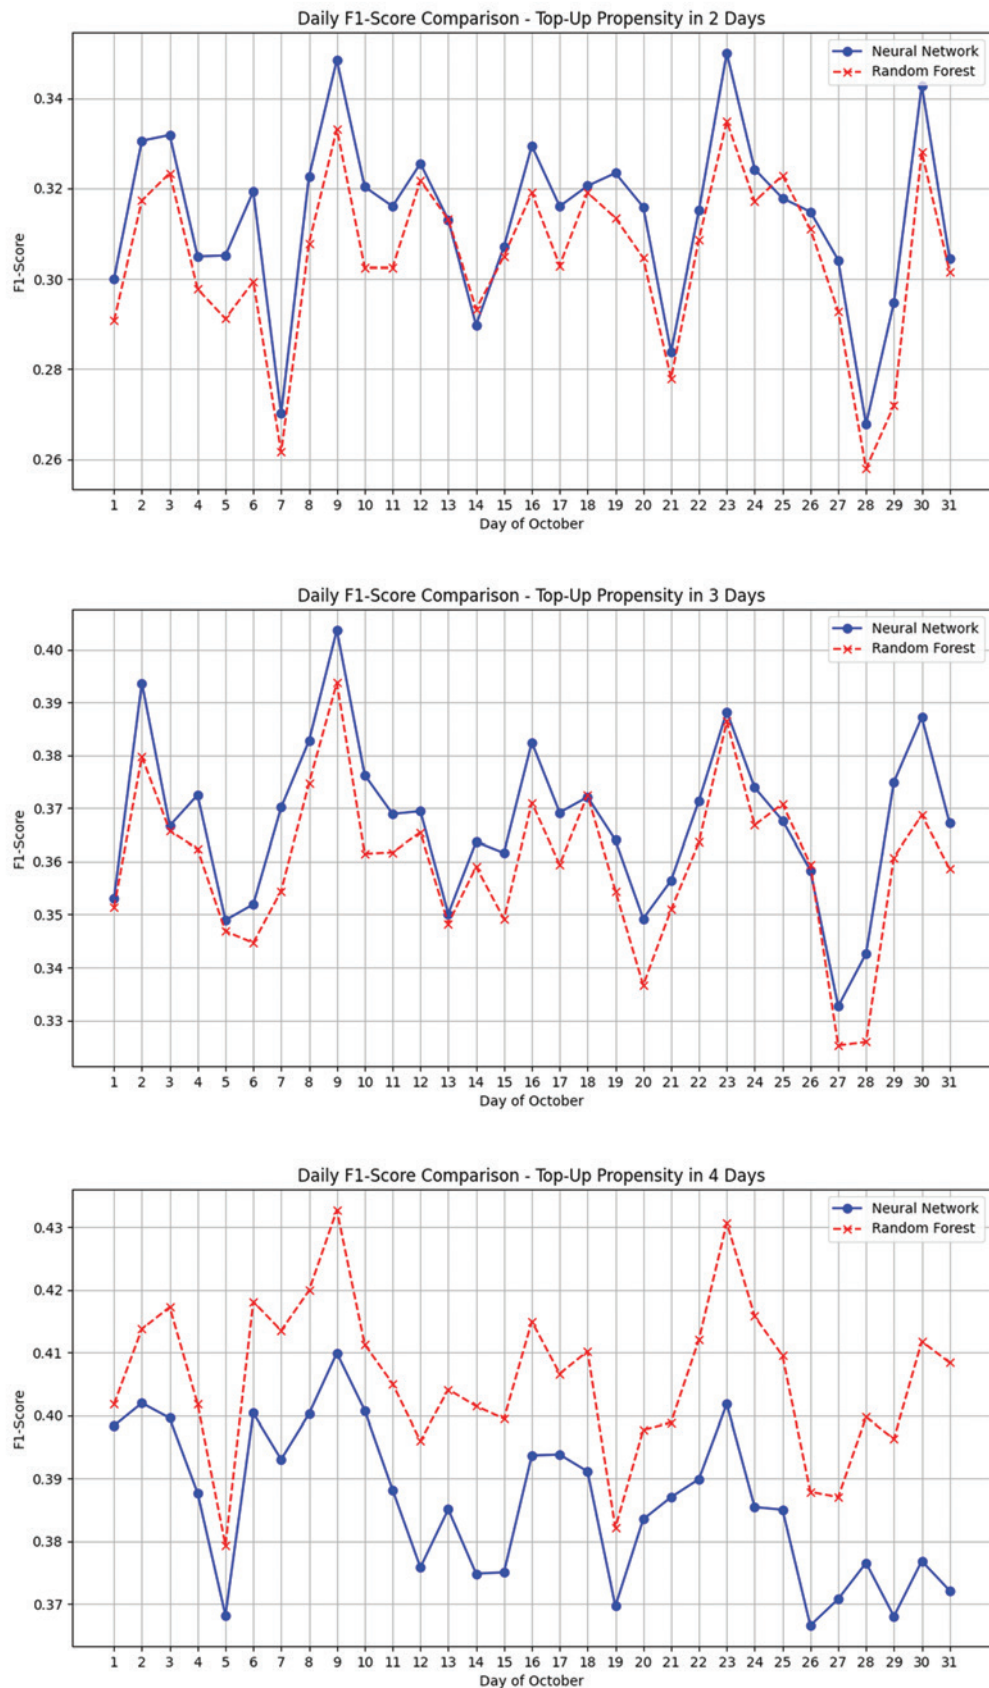 Daily F1-Score Comparison - Top-Up Propensity in 2 Days
Neural Network
Random Forest
F1-Score
0.34
0.32
0.30
0.28
0.26
1 2 3 4 5 6 7 8 9 10 11 12 13 14 15 16 17 18 19 20 21 22 23 24 25 26 27 28 29 30 31
Day of October
Daily F1-Score Comparison - Top-Up Propensity in 3 Days
Neural Network
Random Forest
F1-Score
0.40
0.39
0.38
0.37
0.36
0.35
0.34
0.33
1 2 3 4 5 6 7 8 9 10 11 12 13 14 15 16 17 18 19 20 21 22 23 24 25 26 27 28 29 30 31
Day of October
Daily F1-Score Comparison - Top-Up Propensity in 4 Days
Neural Network
Random Forest
F1-Score
0.43
0.42
0.41
0.40
0.39
0.38
0.37
1 2 3 4 5 6 7 8 9 10 11 12 13 14 15 16 17 18 19 20 21 22 23 24 25 26 27 28 29 30 31
Day of October